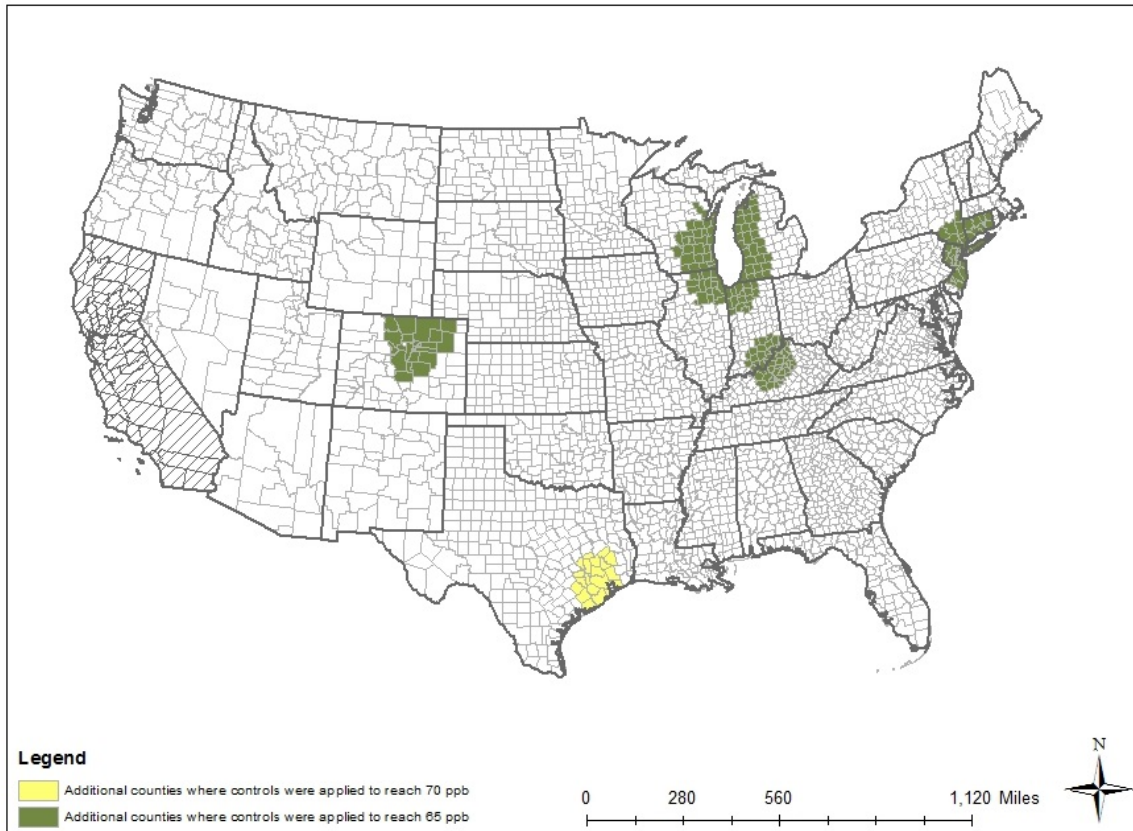 Legend
Additional counties where controls were applied to reach 70 ppb
Additional counties where controls were applied to reach 65 ppb
0 280 560 1,120 Miles
N